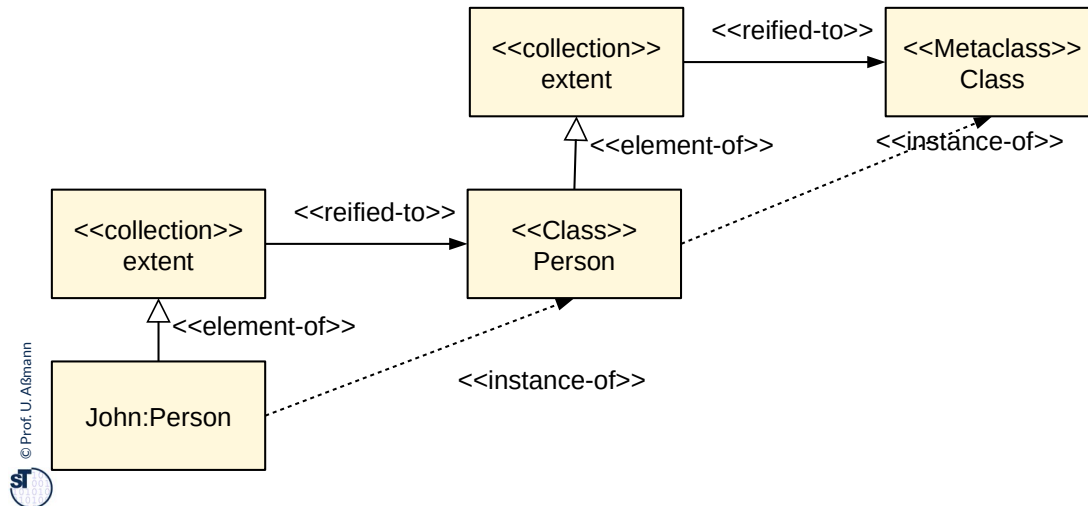 <<collection>>
extent
<<reified-to>>
<<Metaclass>>
Class
<<element-of>>
<<instance-of>>
<<collection>>
extent
<<reified-to>>
<<Class>>
Person
<<element-of>>
<<instance-of>>
John:Person
© Prof. U. Aßmann
ST